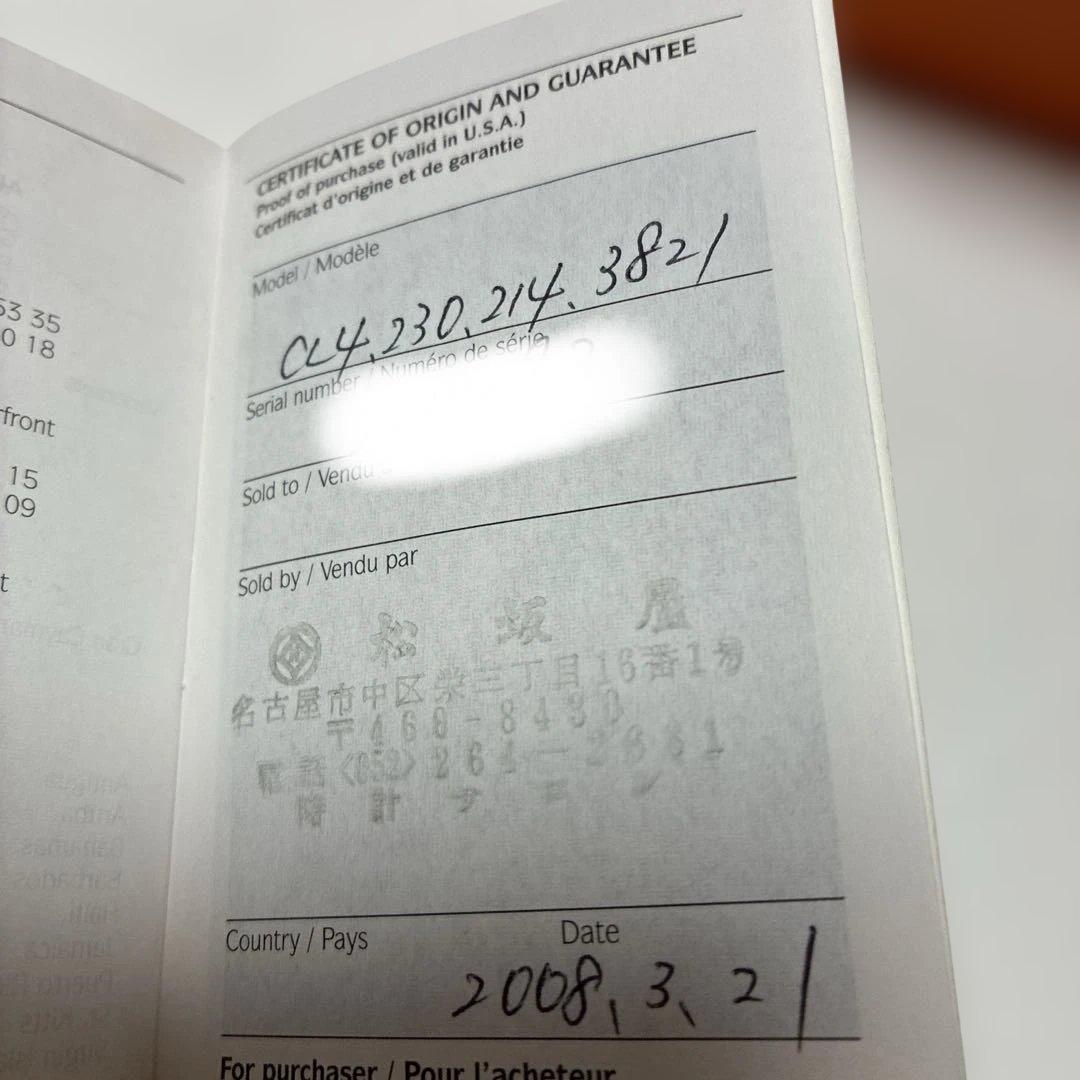 53 35
0 18
front
15
09
t
CERTIFICATE OF ORIGIN AND GUARANTEE
Proof of purchase (valid in U.S.A.)
Certificat d'origine et de garantie
Model / Modèle
CL4.230.214.3821
Serial number / Numéro de série
Sold to / Vendu
Sold by / Vendu par
松坂屋
名古屋市中区栄三丁目16番1号
〒460-8430
電話(052)264-
時計サロン
Country / Pays
Date
2008.3.21
For purchaser / Pour l'acheteur